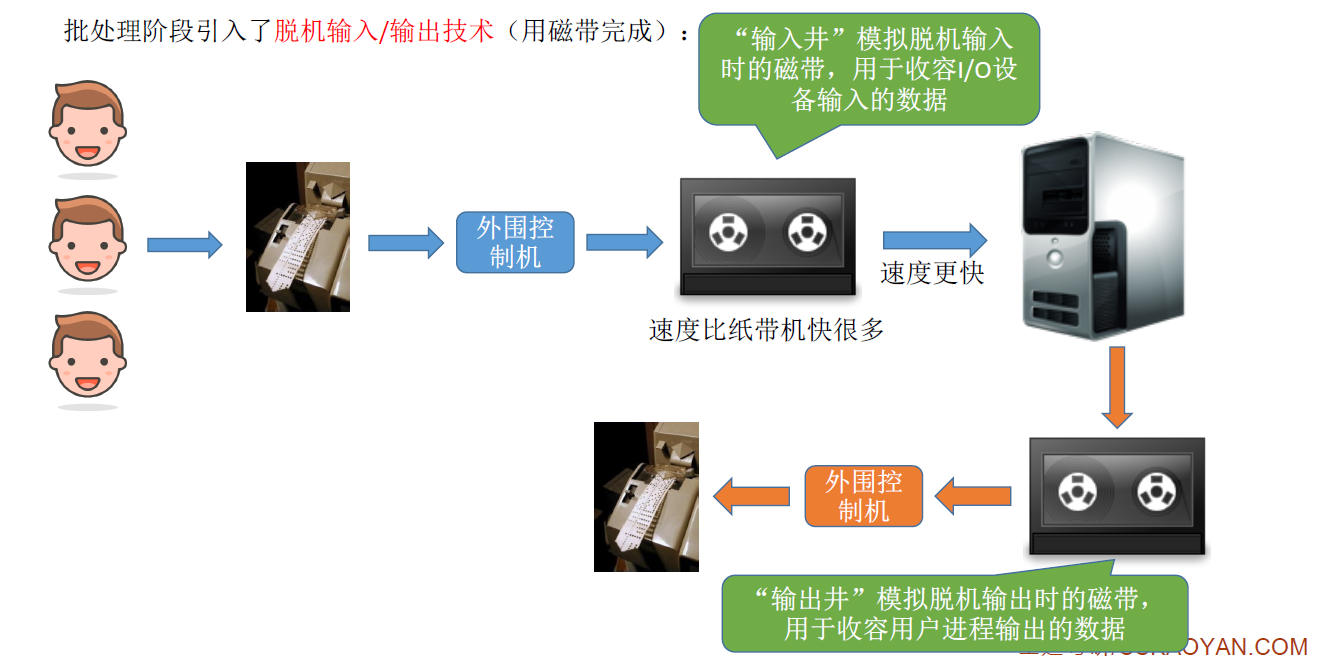 批处理阶段引入了脱机输入/输出技术（用磁带完成）：
“输入井”模拟脱机输入
时的磁带，用于收容I/O设
备输入的数据
外围控
制机
速度更快
速度比纸带机快很多
外围控
制机
“输出井”模拟脱机输出时的磁带，
用于收容用户进程输出的数据
CSKAOYAN.COM